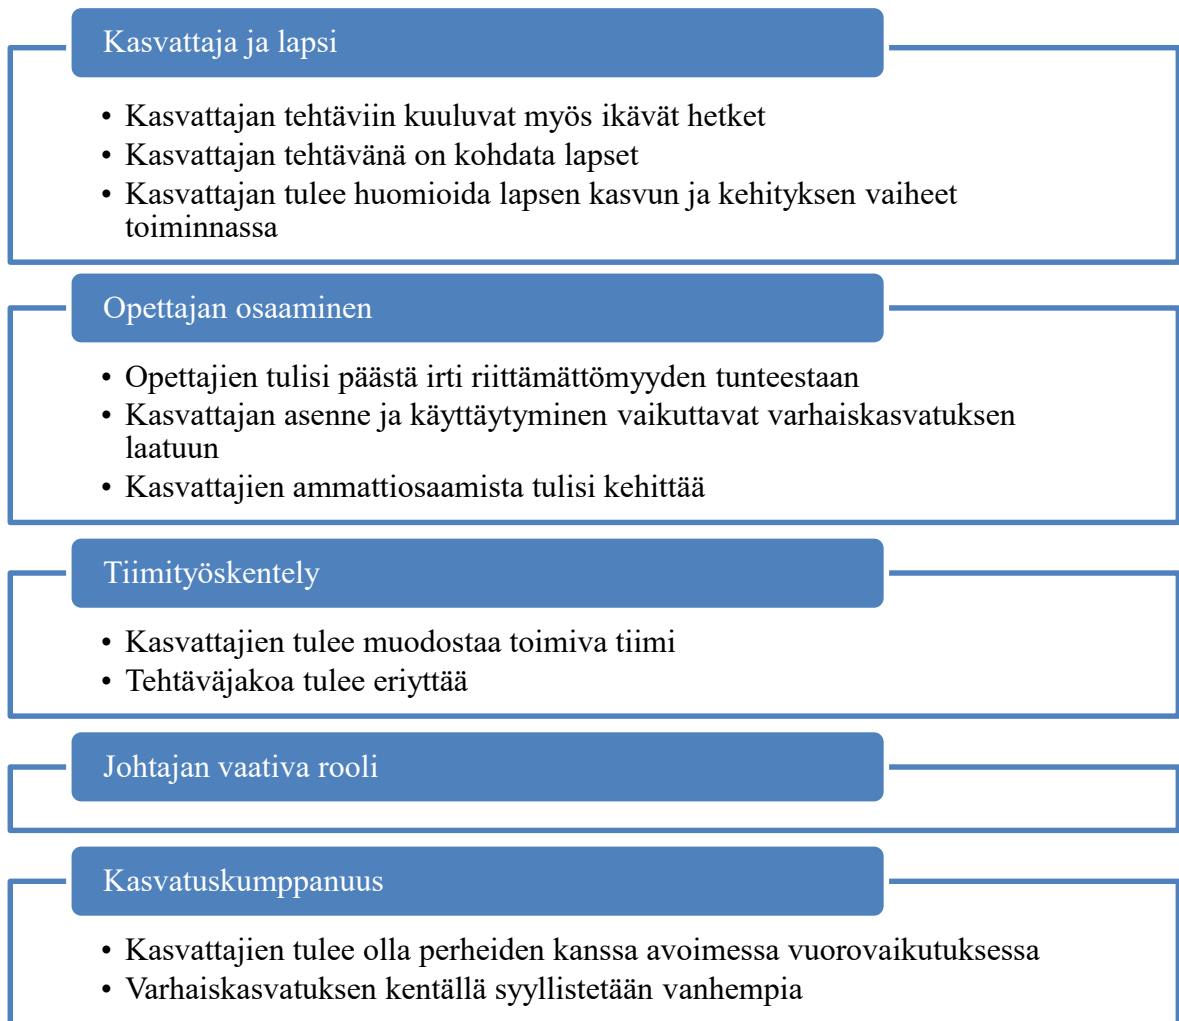 Kasvattaja ja lapsi
• Kasvattajan tehtäviin kuuluvat myös ikävät hetket
• Kasvattajan tehtävänä on kohdata lapset
• Kasvattajan tulee huomioida lapsen kasvun ja kehityksen vaiheet
toiminnassa
Opettajan osaaminen
• Opettajien tulisi päästä irti riittämättömyyden tunteestaan
• Kasvattajan asenne ja käyttäytyminen vaikuttavat varhaiskasvatuksen
laatuun
• Kasvattajien ammattiosaamista tulisi kehittää
Tiimityöskentely
• Kasvattajien tulee muodostaa toimiva tiimi
• Tehtäväjakoa tulee eriyttää
Johtajan vaativa rooli
Kasvatuskumppanuus
• Kasvattajien tulee olla perheiden kanssa avoimessa vuorovaikutuksessa
• Varhaiskasvatuksen kentällä syyllistetään vanhempia